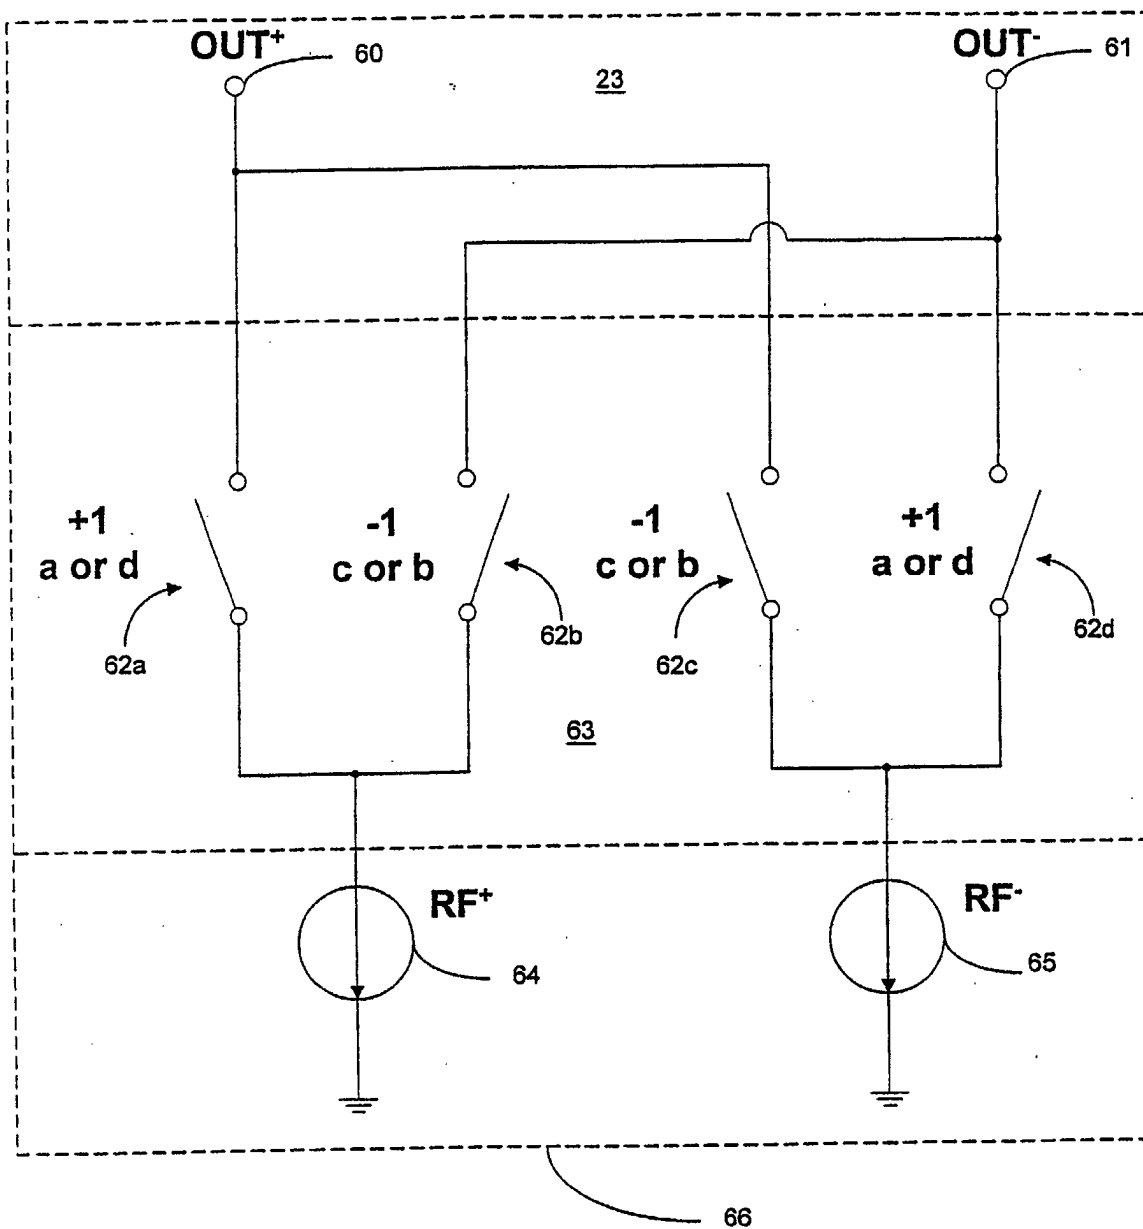 OUT+
60
23
OUT-
61
+1
a or d
62a
-1
c or b
62b
-1
c or b
62c
+1
a or d
62d
63
RF+
64
RF-
65
66